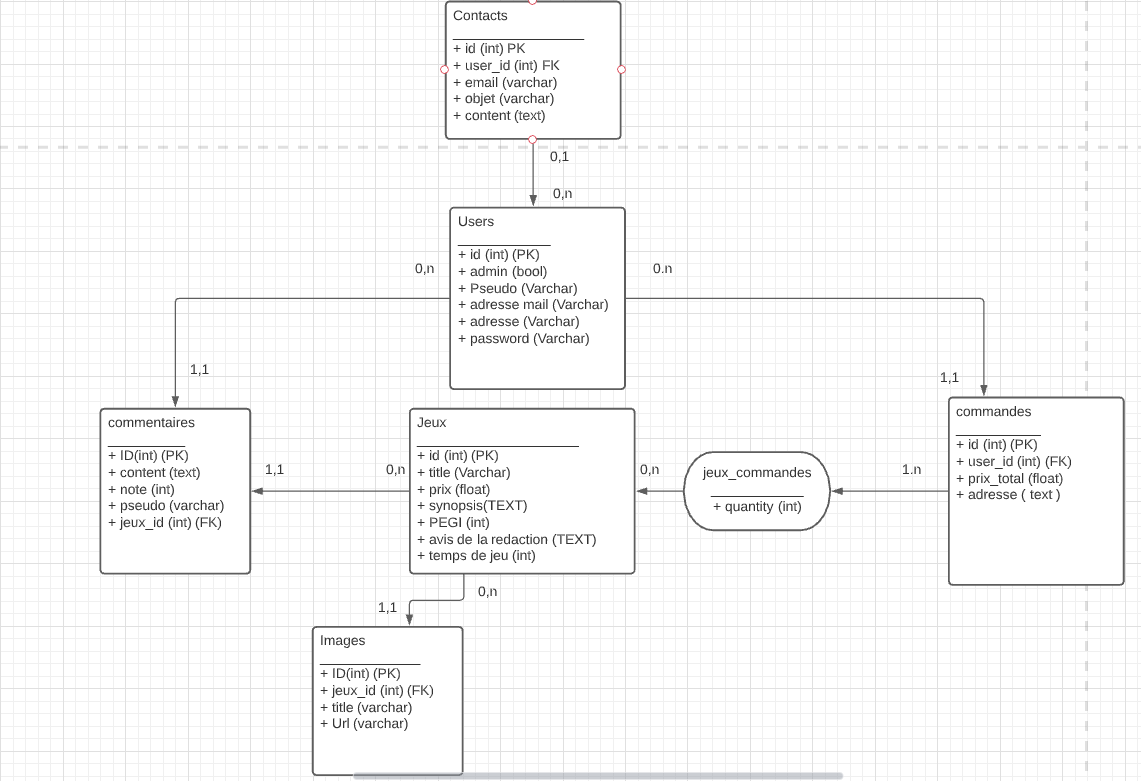 Contacts
+ id (int) PK
+ user_id (int) FK
+ email (varchar)
+ objet (varchar)
+ content (text)
0,1
0,n
Users
+ id (int) (PK)
+ admin (bool)
+ Pseudo (Varchar)
+ adresse mail (Varchar)
+ adresse (Varchar)
+ password (Varchar)
0,n
0.n
1,1
1,1
commentaires
+ ID(int) (PK)
+ content (text)
+ note (int)
+ pseudo (varchar)
+ jeux_id (int) (FK)
1,1
0,n
Jeux
+ id (int) (PK)
+ title (Varchar)
+ prix (float)
+ synopsis(TEXT)
+ PEGI (int)
+ avis de la redaction (TEXT)
+ temps de jeu (int)
0,n
jeux_commandes
+ quantity (int)
1.n
commandes
+ id (int) (PK)
+ user_id (int) (FK)
+ prix_total (float)
+ adresse ( text )
0,n
1,1
Images
+ ID(int) (PK)
+ jeux_id (int) (FK)
+ title (varchar)
+ Url (varchar)